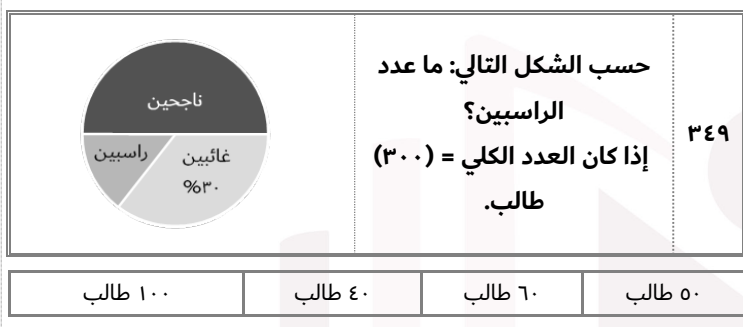 ٣٤٩
حسب الشكل التالي: ما عدد
الراسبين؟
إذا كان العدد الكلي = (٣٠٠)
طالب.
ناجحين
راسبين
غائبين
٣٠%
٥٠ طالب
٦٠ طالب
٤٠ طالب
١٠٠ طالب